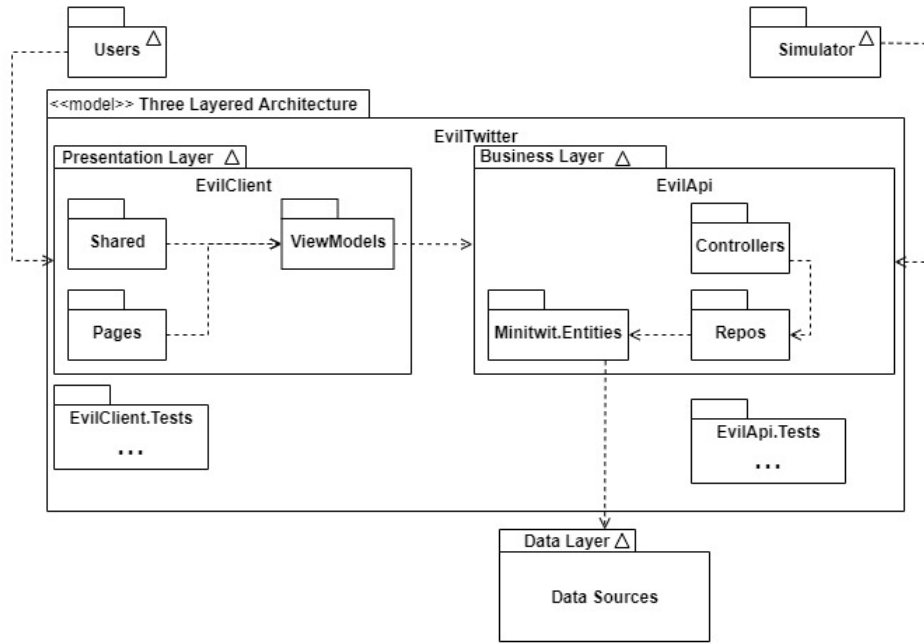 Users
Simulator
<<model>> Three Layered Architecture
EvilTwitter
Presentation Layer
Business Layer
EvilClient
EvilApi
Shared
ViewModels
Controllers
Pages
Minitwit.Entities
Repos
EvilClient.Tests
...
EvilApi.Tests
...
Data Layer
Data Sources